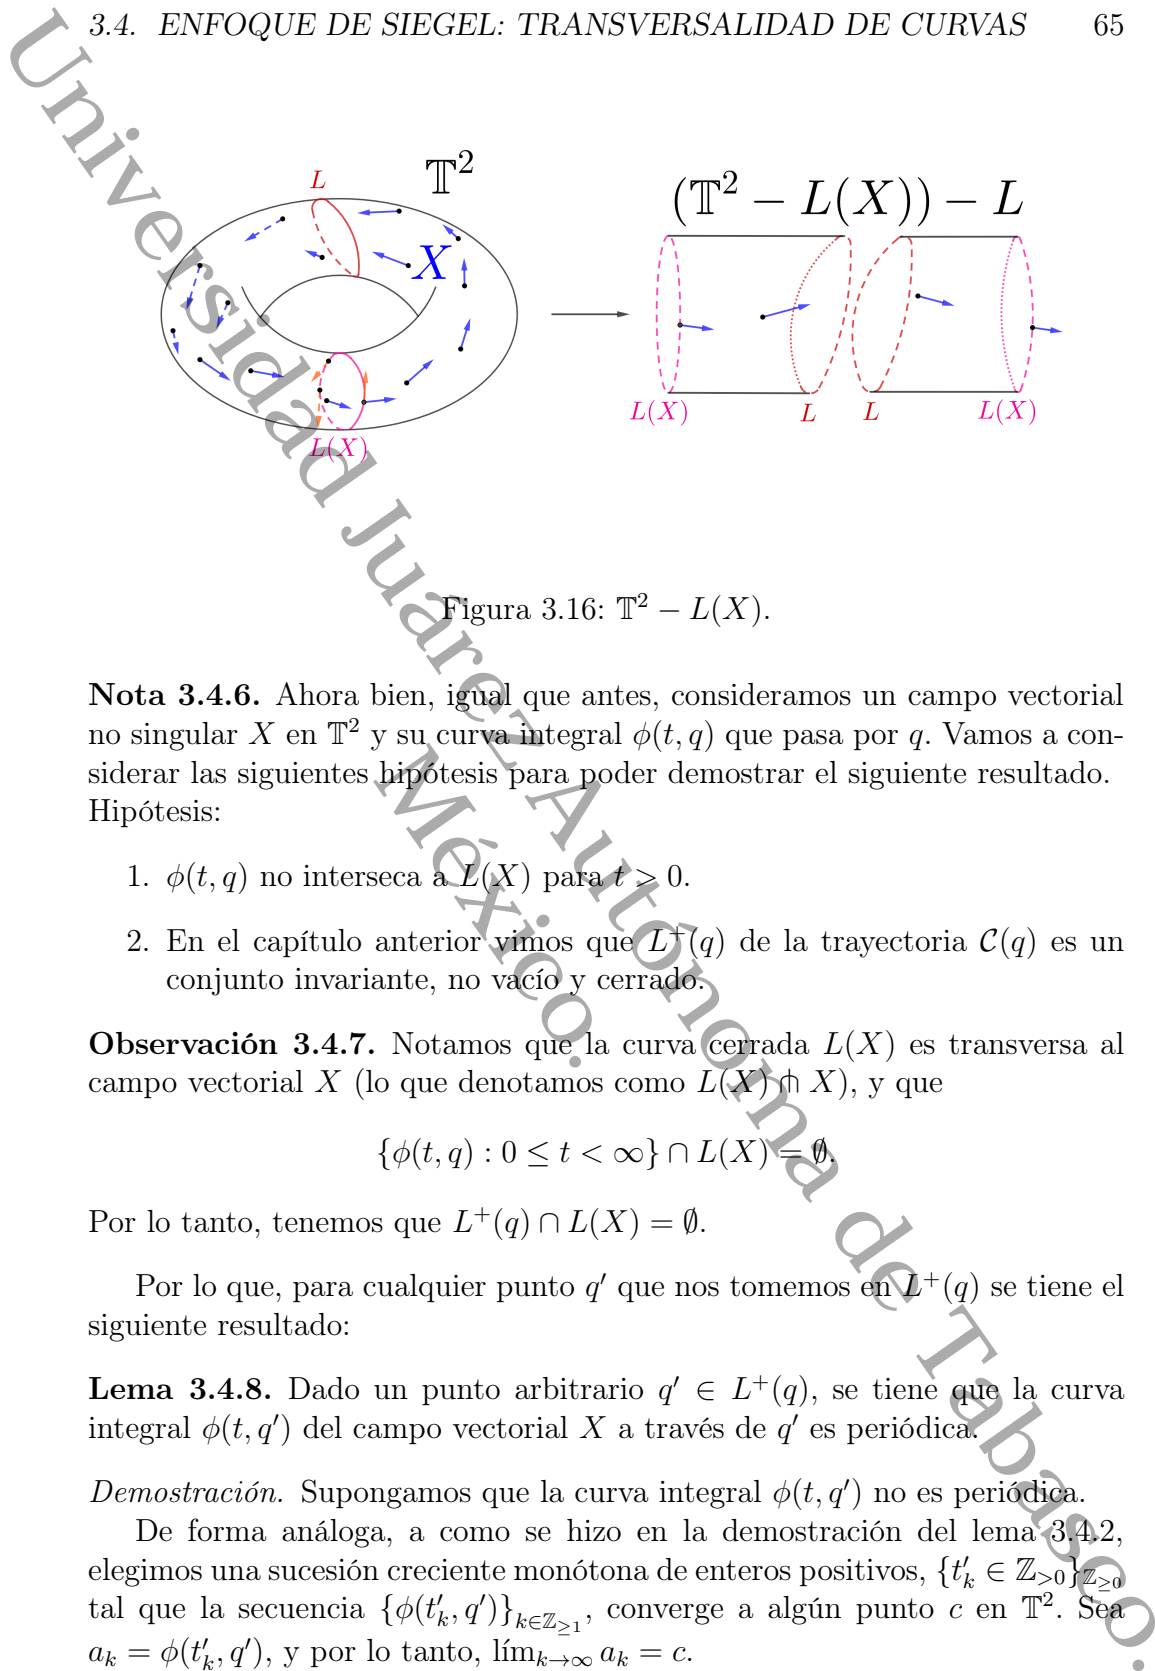 3.4. ENFOQUE DE SIEGEL: TRANSVERSALIDAD DE CURVAS 65
L
𝕋²
X
L(X)
(𝕋² − L(X)) − L
L(X) L L L(X)
Figura 3.16: 𝕋² − L(X).
Nota 3.4.6. Ahora bien, igual que antes, consideramos un campo vectorial
no singular X en 𝕋² y su curva integral ϕ(t, q) que pasa por q. Vamos a con-
siderar las siguientes hipótesis para poder demostrar el siguiente resultado.
Hipótesis:
1. ϕ(t, q) no interseca a L(X) para t > 0.
2. En el capítulo anterior vimos que L⁺(q) de la trayectoria 𝒞(q) es un
conjunto invariante, no vacío y cerrado.
Observación 3.4.7. Notamos que la curva cerrada L(X) es transversa al
campo vectorial X (lo que denotamos como L(X) ⋔ X), y que
{ϕ(t, q) : 0 ≤ t < ∞} ∩ L(X) = ∅.
Por lo tanto, tenemos que L⁺(q) ∩ L(X) = ∅.
Por lo que, para cualquier punto q′ que nos tomemos en L⁺(q) se tiene el
siguiente resultado:
Lema 3.4.8. Dado un punto arbitrario q′ ∈ L⁺(q), se tiene que la curva
integral ϕ(t, q′) del campo vectorial X a través de q′ es periódica.
Demostración. Supongamos que la curva integral ϕ(t, q′) no es periódica.
De forma análoga, a como se hizo en la demostración del lema 3.4.2,
elegimos una sucesión creciente monótona de enteros positivos, {t′ₖ ∈ ℤ_{>0}}_{ℤ_{≥0}}
tal que la secuencia {ϕ(t′ₖ, q′)}_{k∈ℤ_{≥1}}, converge a algún punto c en 𝕋². Sea
aₖ = ϕ(t′ₖ, q′), y por lo tanto, lím_{k→∞} aₖ = c.
Universidad Juárez Autónoma de Tabasco.
México.